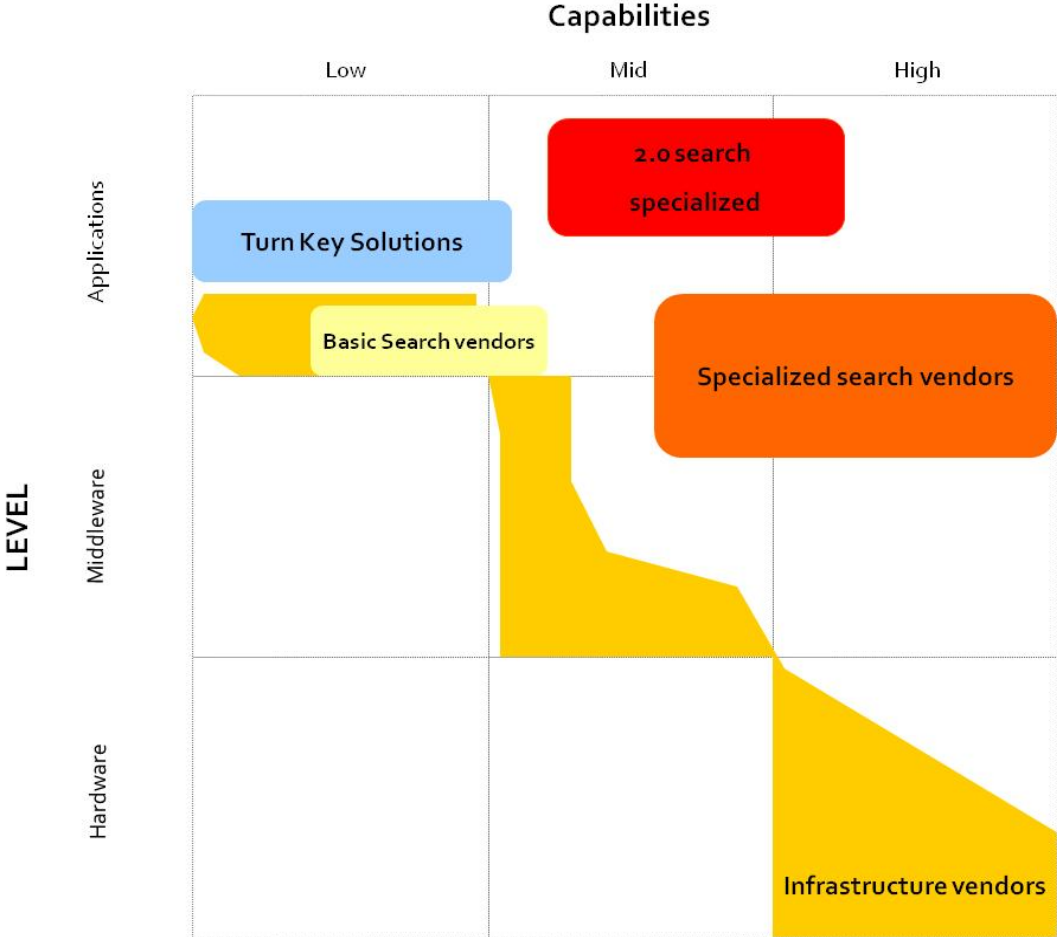 Capabilities
Low
Mid
High
LEVEL
Applications
Middleware
Hardware
2.0 search
specialized
Turn Key Solutions
Basic Search vendors
Specialized search vendors
Infrastructure vendors